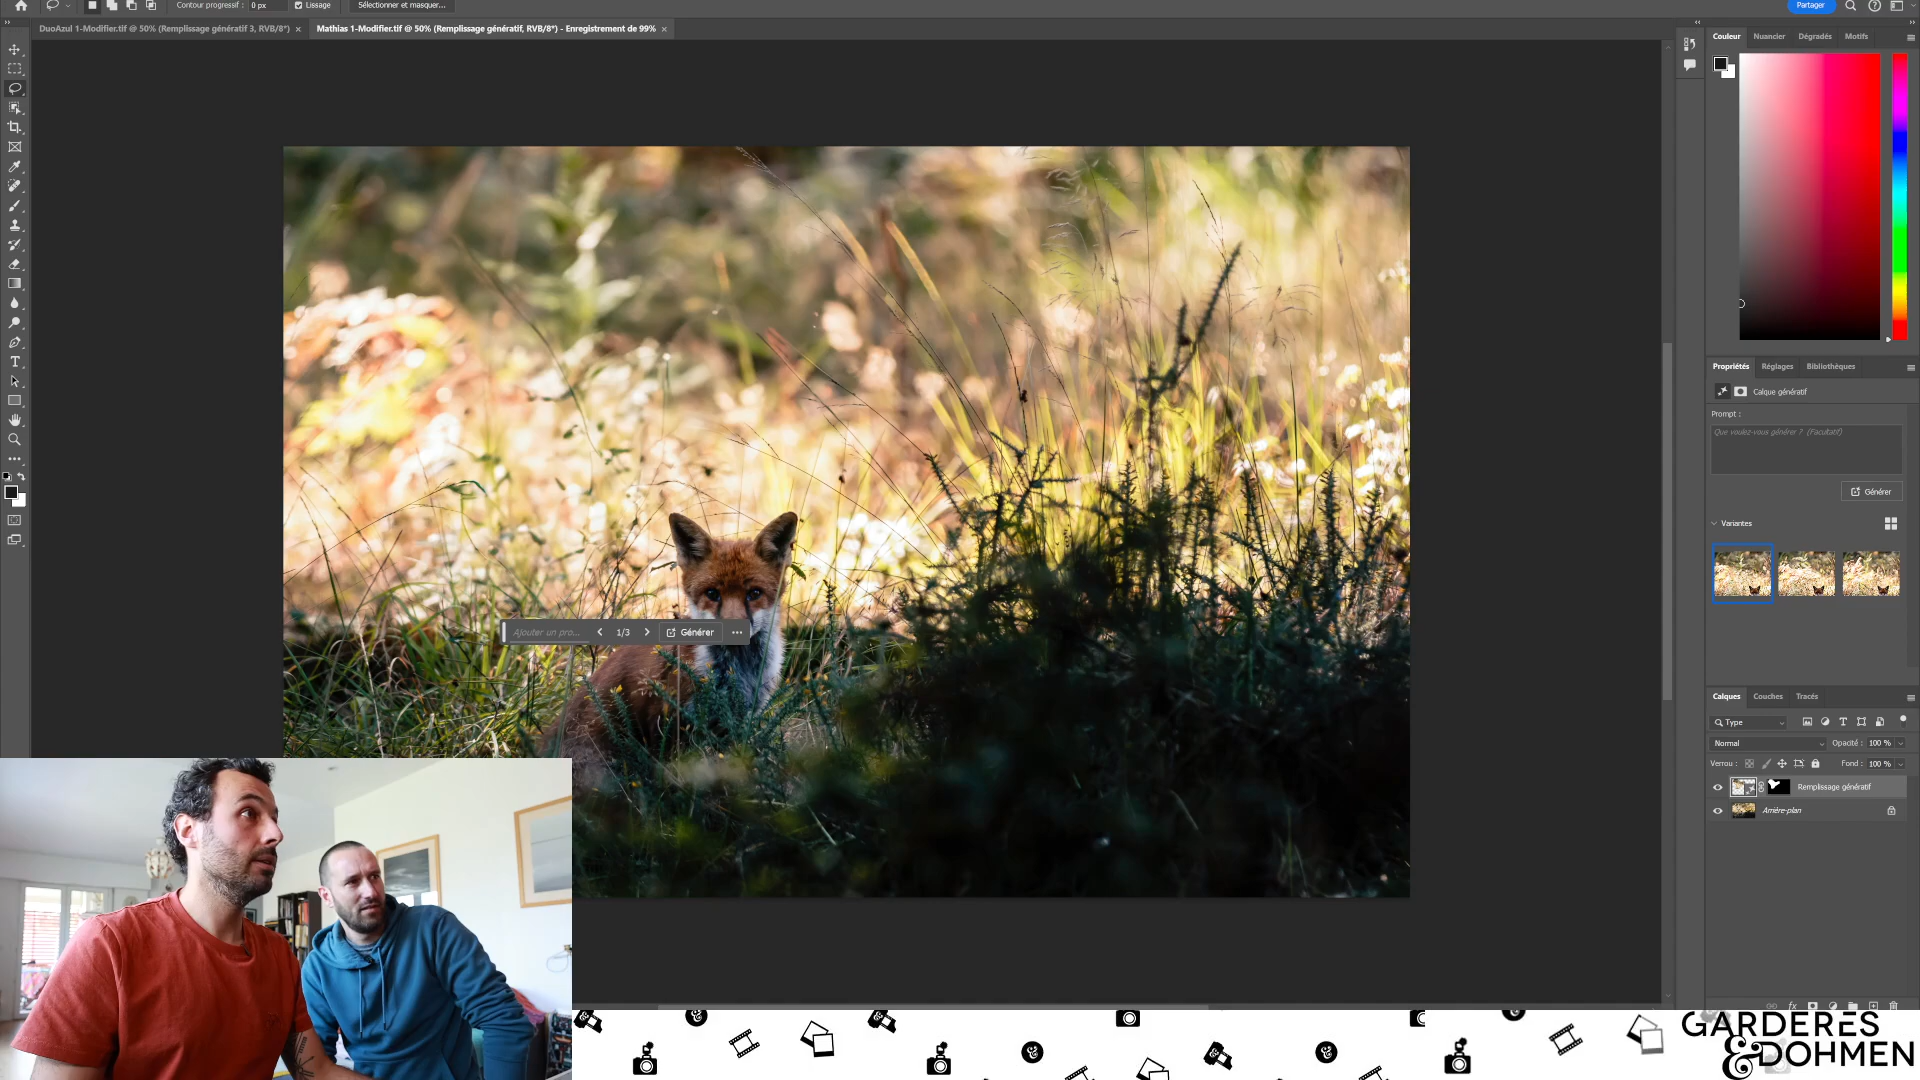 Contour progressif : 0 px Lissage Sélectionner et masquer... Partager
DuoAzul 1-Modifier.tif @ 50% (Remplissage génératif 3, RVB/8*) × Mathias 1-Modifier.tif @ 50% (Remplissage génératif, RVB/8*) - Enregistrement de 99% ×
Couleur Nuancier Dégradés Motifs
Propriétés Réglages Bibliothèques
Calque génératif
Prompt :
Que voulez-vous générer ? (Facultatif)
Générer
Variantes
Ajouter un pro... 1/3 Générer
Calques Couches Tracés
Type
Normal Opacité : 100 %
Verrou : Fond : 100 %
Remplissage génératif
Arrière-plan
GARDERES
&DOHMEN